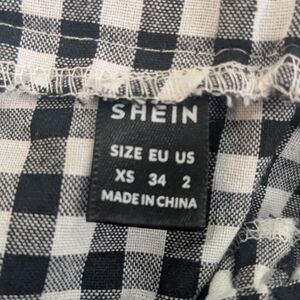 SHEIN
SIZE EU US
XS 34 2
MADE IN CHINA